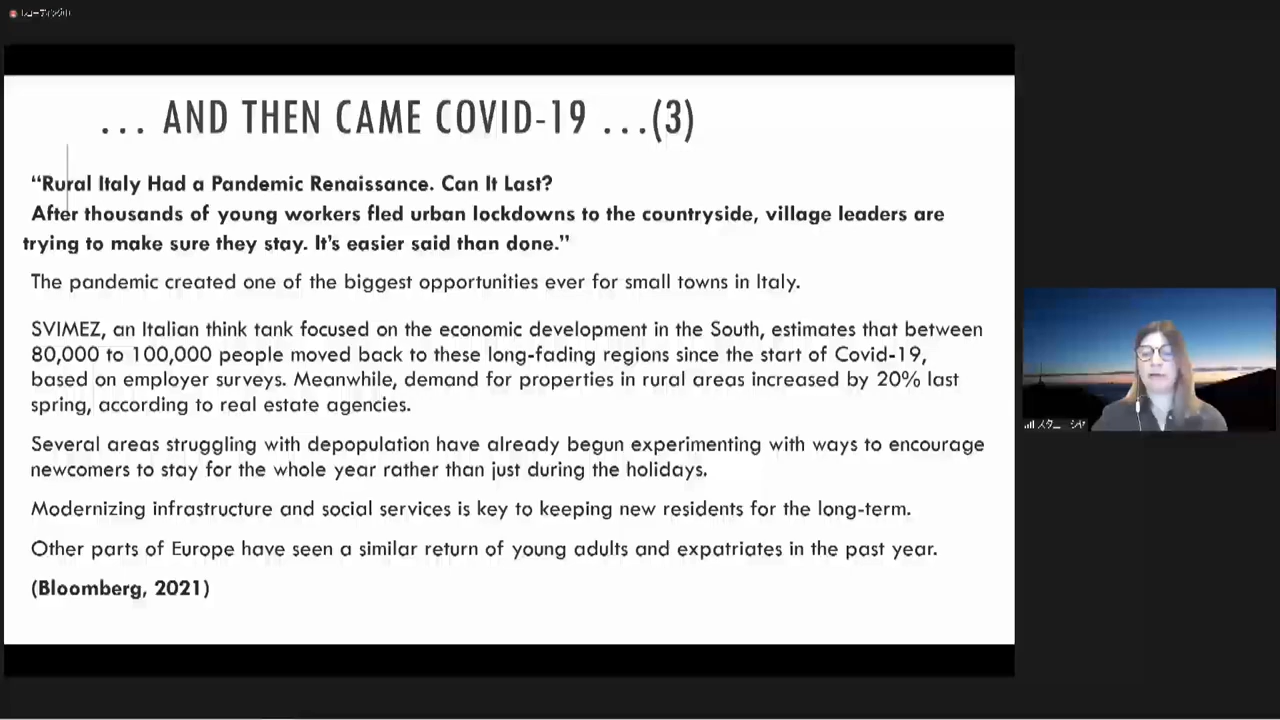 レコーディング中
... AND THEN CAME COVID-19 ...(3)
“Rural Italy Had a Pandemic Renaissance. Can It Last?
After thousands of young workers fled urban lockdowns to the countryside, village leaders are
trying to make sure they stay. It’s easier said than done.”
The pandemic created one of the biggest opportunities ever for small towns in Italy.
SVIMEZ, an Italian think tank focused on the economic development in the South, estimates that between
80,000 to 100,000 people moved back to these long-fading regions since the start of Covid-19,
based on employer surveys. Meanwhile, demand for properties in rural areas increased by 20% last
spring, according to real estate agencies.
Several areas struggling with depopulation have already begun experimenting with ways to encourage
newcomers to stay for the whole year rather than just during the holidays.
Modernizing infrastructure and social services is key to keeping new residents for the long-term.
Other parts of Europe have seen a similar return of young adults and expatriates in the past year.
(Bloomberg, 2021)